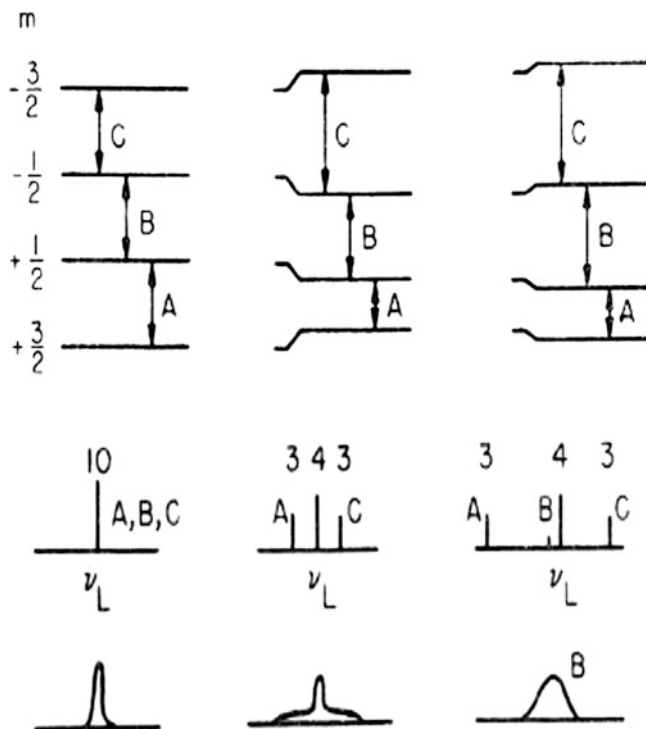 m
- 3/2
- 1/2
+ 1/2
+ 3/2
C
B
A
C
B
A
C
B
A
10
A, B, C
ν_L
3 4 3
A C
ν_L
3 4 3
A B C
ν_L
B